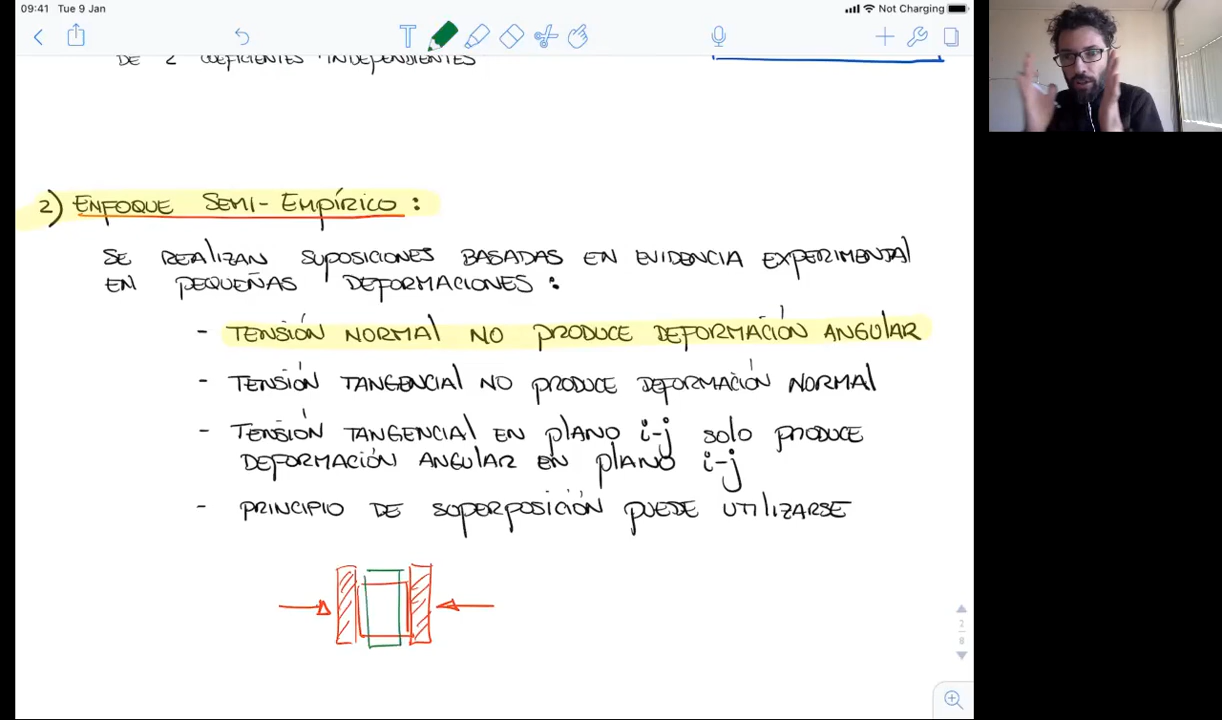 09:41 Tue 9 Jan
Not Charging
DE 2 COEFICIENTES INDEPENDIENTES
2) ENFOQUE SEMI-EMPÍRICO:
SE REALIZAN SUPOSICIONES BASADAS EN EVIDENCIA EXPERIMENTAL
EN PEQUEÑAS DEFORMACIONES:
- TENSIÓN NORMAL NO PRODUCE DEFORMACIÓN ANGULAR
- TENSIÓN TANGENCIAL NO PRODUCE DEFORMACIÓN NORMAL
- TENSIÓN TANGENCIAL EN PLANO i-j SOLO PRODUCE
DEFORMACIÓN ANGULAR EN PLANO i-j
- PRINCIPIO DE SUPERPOSICIÓN PUEDE UTILIZARSE
2
8